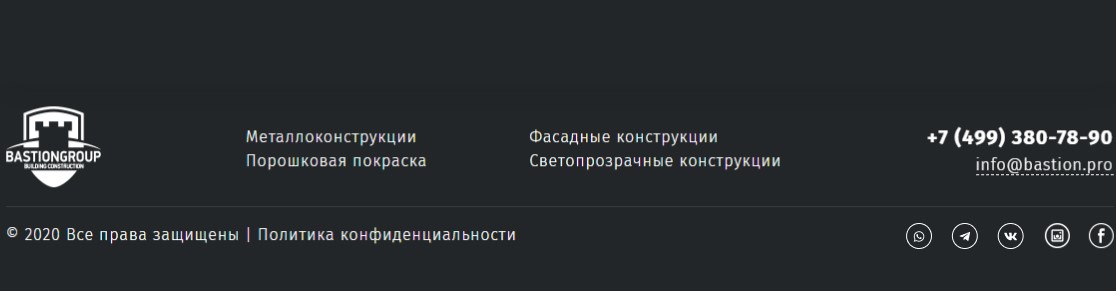 BASTIONGROUP
BUILDING CONSTRUCTION
Металлоконструкции
Порошковая покраска
Фасадные конструкции
Светопрозрачные конструкции
+7 (499) 380-78-90
info@bastion.pro
© 2020 Все права защищены | Политика конфиденциальности